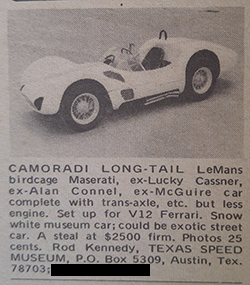 CAMORADI LONG-TAIL LeMans
birdcage Maserati, ex-Lucky Cassner,
ex-Alan Connel, ex-McGuire car
complete with trans-axle, etc. but less
engine. Set up for V12 Ferrari. Snow
white museum car; could be exotic street
car. A steal at $2500 firm. Photos 25
cents. Rod Kennedy, TEXAS SPEED
MUSEUM, P.O. Box 5309, Austin, Tex.
78703;